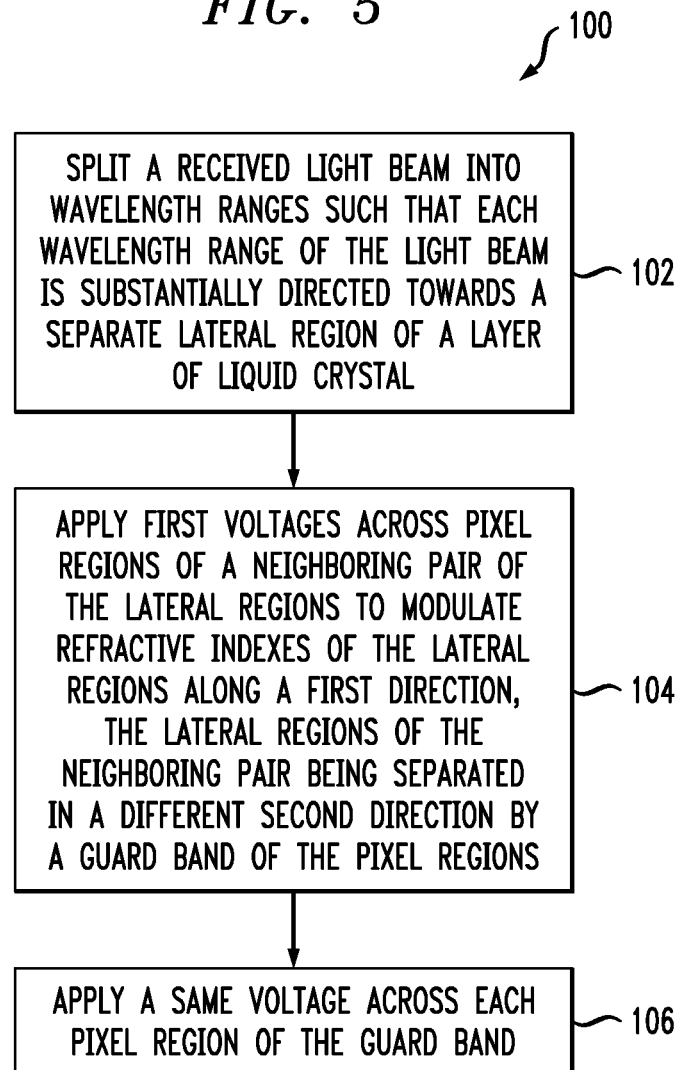 FIG. 5
100
SPLIT A RECEIVED LIGHT BEAM INTO
WAVELENGTH RANGES SUCH THAT EACH
WAVELENGTH RANGE OF THE LIGHT BEAM
IS SUBSTANTIALLY DIRECTED TOWARDS A
SEPARATE LATERAL REGION OF A LAYER
OF LIQUID CRYSTAL
102
APPLY FIRST VOLTAGES ACROSS PIXEL
REGIONS OF A NEIGHBORING PAIR OF
THE LATERAL REGIONS TO MODULATE
REFRACTIVE INDEXES OF THE LATERAL
REGIONS ALONG A FIRST DIRECTION,
THE LATERAL REGIONS OF THE
NEIGHBORING PAIR BEING SEPARATED
IN A DIFFERENT SECOND DIRECTION BY
A GUARD BAND OF THE PIXEL REGIONS
104
APPLY A SAME VOLTAGE ACROSS EACH
PIXEL REGION OF THE GUARD BAND
106